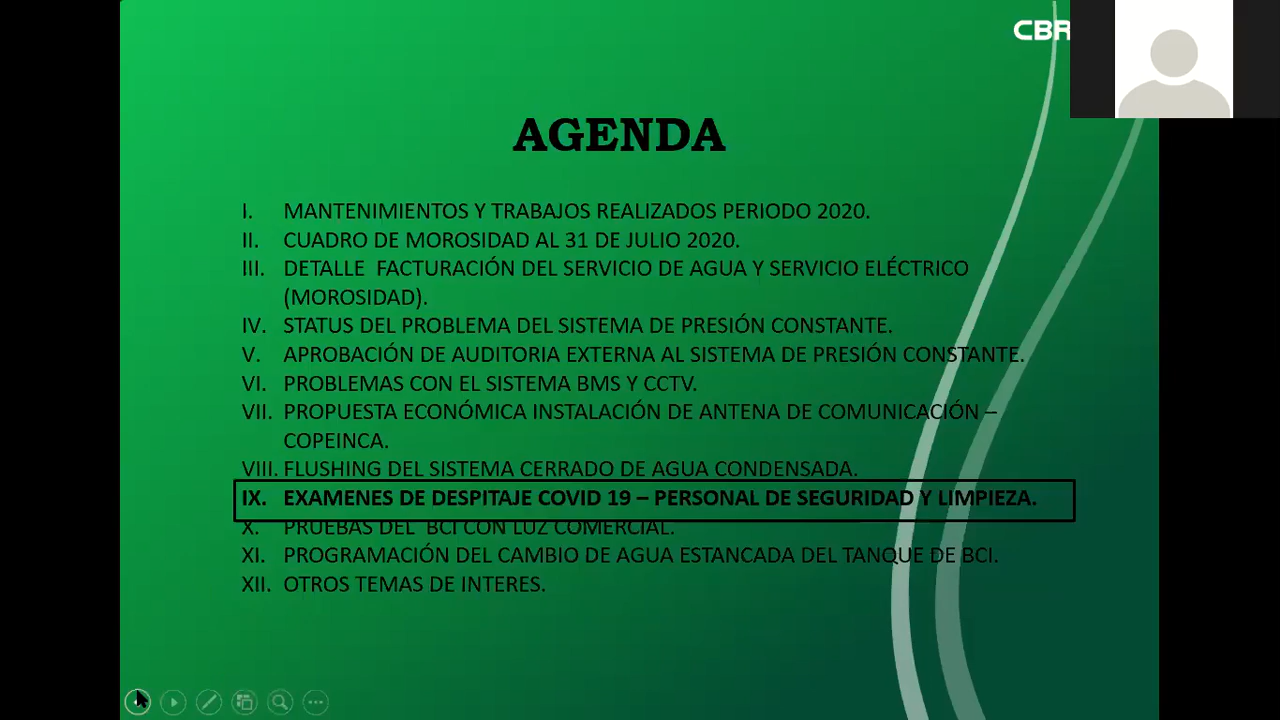 CBR
AGENDA
I. MANTENIMIENTOS Y TRABAJOS REALIZADOS PERIODO 2020.
II. CUADRO DE MOROSIDAD AL 31 DE JULIO 2020.
III. DETALLE FACTURACIÓN DEL SERVICIO DE AGUA Y SERVICIO ELÉCTRICO
(MOROSIDAD).
IV. STATUS DEL PROBLEMA DEL SISTEMA DE PRESIÓN CONSTANTE.
V. APROBACIÓN DE AUDITORIA EXTERNA AL SISTEMA DE PRESIÓN CONSTANTE.
VI. PROBLEMAS CON EL SISTEMA BMS Y CCTV.
VII. PROPUESTA ECONÓMICA INSTALACIÓN DE ANTENA DE COMUNICACIÓN –
COPEINCA.
VIII. FLUSHING DEL SISTEMA CERRADO DE AGUA CONDENSADA.
IX. EXAMENES DE DESPITAJE COVID 19 – PERSONAL DE SEGURIDAD Y LIMPIEZA.
X. PRUEBAS DEL BCI CON LUZ COMERCIAL.
XI. PROGRAMACIÓN DEL CAMBIO DE AGUA ESTANCADA DEL TANQUE DE BCI.
XII. OTROS TEMAS DE INTERES.